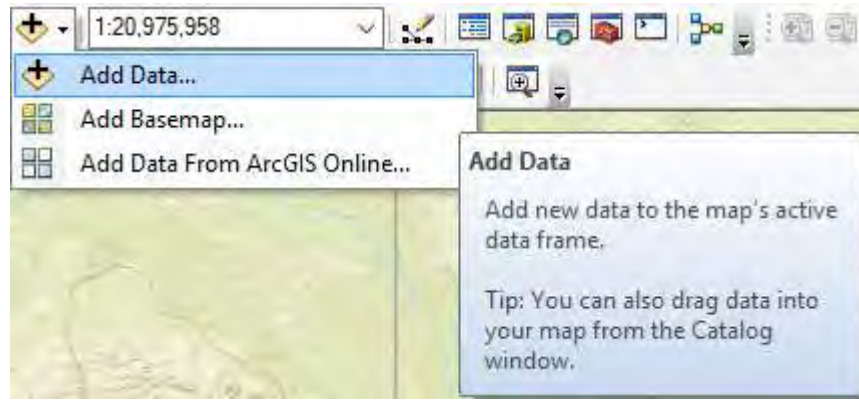 1:20,975,958
Add Data...
Add Basemap...
Add Data From ArcGIS Online...
Add Data
Add new data to the map's active
data frame.
Tip: You can also drag data into
your map from the Catalog
window.